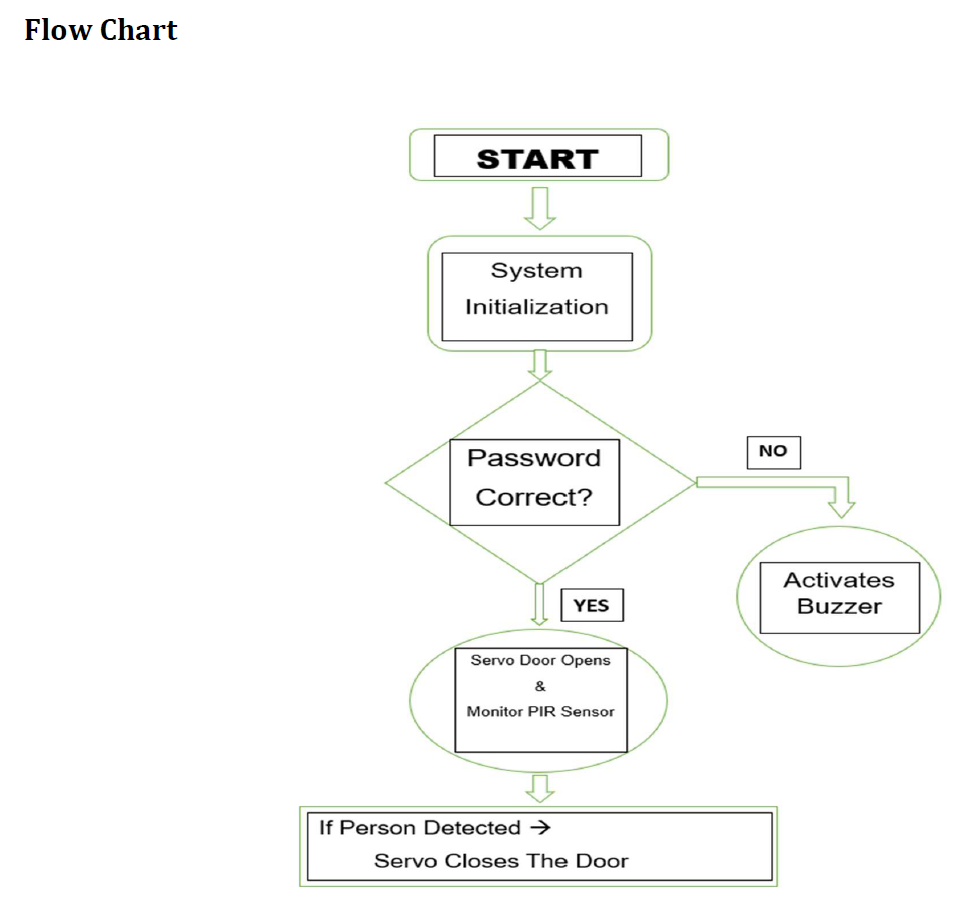 Flow Chart
START
System
Initialization
Password
Correct?
NO
Activates
Buzzer
YES
Servo Door Opens
&
Monitor PIR Sensor
If Person Detected →
Servo Closes The Door